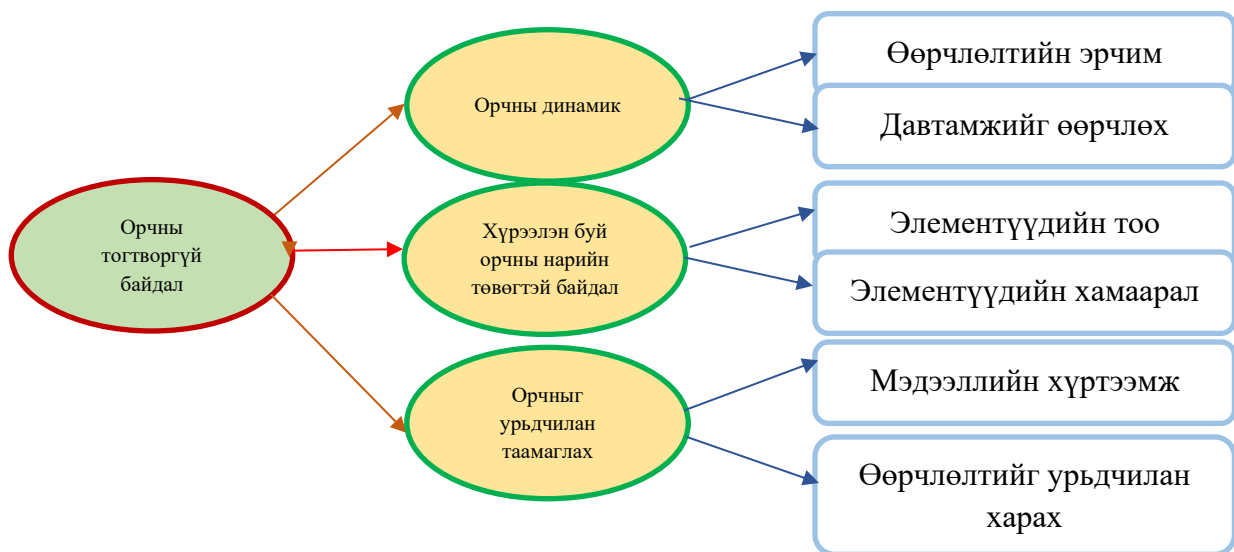 Орчны
тогтворгүй
байдал
Орчны динамик
Хүрээлэн буй
орчны нарийн
төвөгтэй байдал
Орчныг
урьдчилан
таамаглах
Өөрчлөлтийн эрчим
Давтамжийг өөрчлөх
Элементүүдийн тоо
Элементүүдийн хамаарал
Мэдээллийн хүртээмж
Өөрчлөлтийг урьдчилан
харах